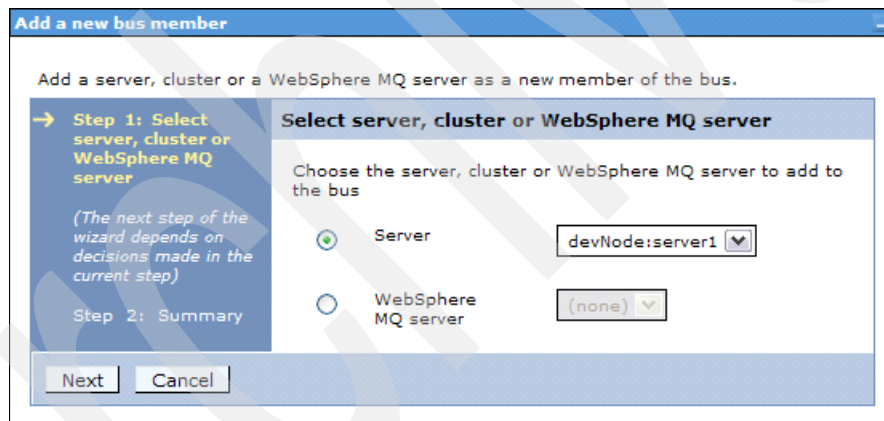 Add a new bus member
Add a server, cluster or a WebSphere MQ server as a new member of the bus.
Step 1: Select
server, cluster or
WebSphere MQ
server
(The next step of the
wizard depends on
decisions made in the
current step)
Step 2: Summary
Select server, cluster or WebSphere MQ server
Choose the server, cluster or WebSphere MQ server to add to
the bus
Server
devNode:server1
WebSphere
MQ server
(none)
Next
Cancel